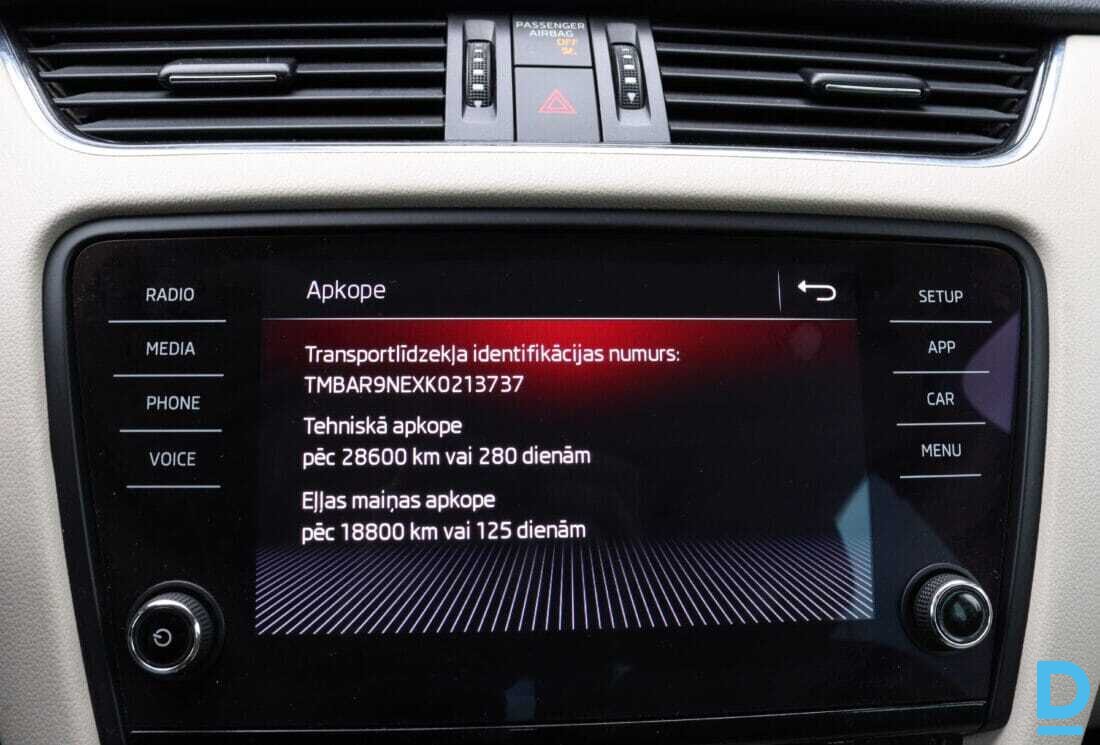 PASSENGER
AIRBAG
OFF
RADIO
MEDIA
PHONE
VOICE
Apkope
Transportlīdzekļa identifikācijas numurs:
TMBAR9NEXK0213737
Tehniskā apkope
pēc 28600 km vai 280 dienām
Eļļas maiņas apkope
pēc 18800 km vai 125 dienām
SETUP
APP
CAR
MENU
D